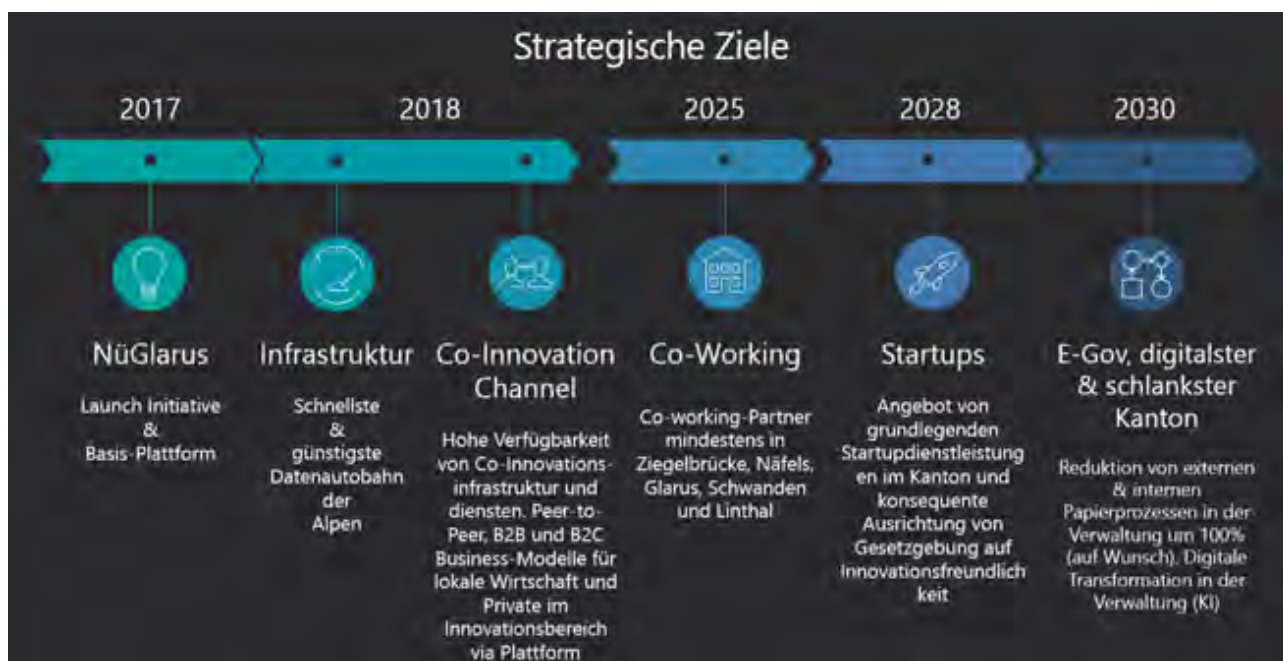 Strategische Ziele
2017
2018
2025
2028
2030
NüGlarus
Launch Initiative
&
Basis-Plattform
Infrastruktur
Schnellste
&
günstigste
Datenautobahn
der
Alpen
Co-Innovation
Channel
Hohe Verfügbarkeit
von Co-Innovations-
infrastruktur und
diensten. Peer-to-
Peer, B2B und B2C
Business-Modelle für
lokale Wirtschaft und
Private im
Innovationsbereich
via Plattform
Co-Working
Co-working-Partner
mindestens in
Ziegelbrücke, Näfels,
Glarus, Schwanden
und Linthal
Startups
Angebot von
grundlegenden
Startupdienstleistung
en im Kanton und
konsequente
Ausrichtung von
Gesetzgebung auf
Innovationsfreundlich
keit
E-Gov, digitalster
& schlankster
Kanton
Reduktion von externen
& internen
Papierprozessen in der
Verwaltung um 100%
(auf Wunsch). Digitale
Transformation in der
Verwaltung (KI)